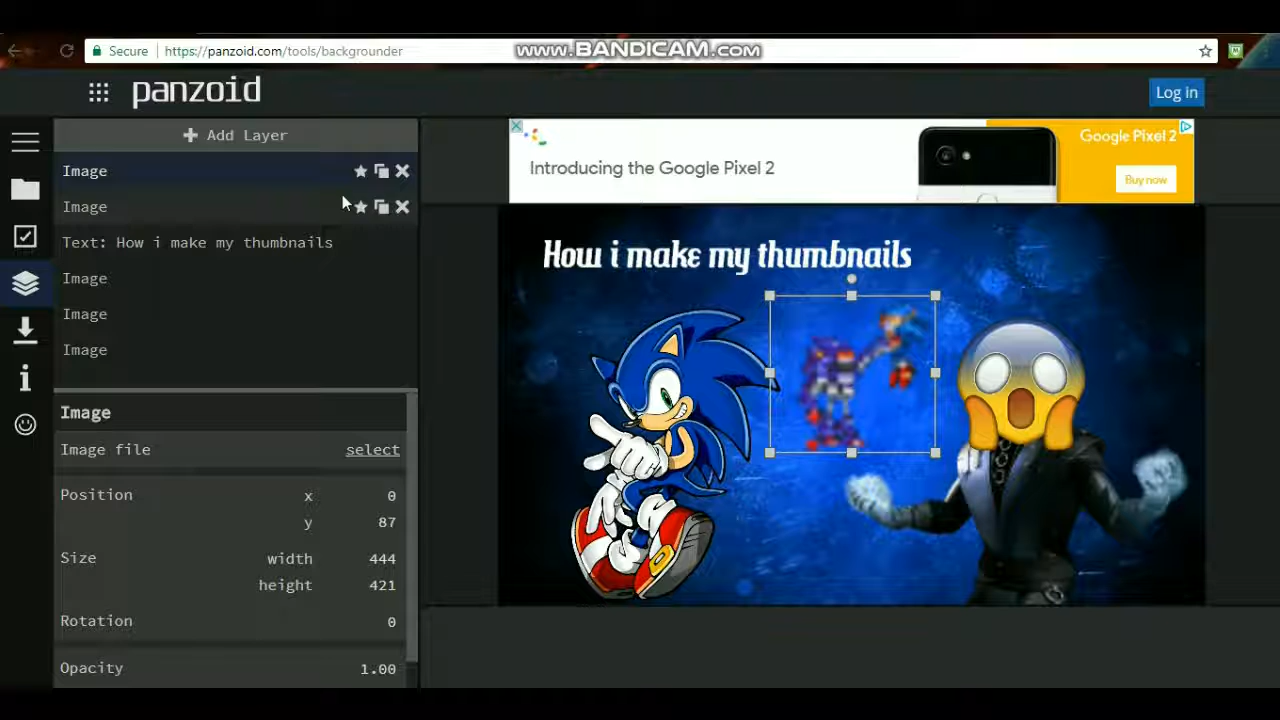 www.BANDICAM.com
Secure
https://panzoid.com/tools/backgrounder
panzoid
Log in
Add Layer
Image
Image
Text: How i make my thumbnails
Image
Image
Image
Image
Image file
select
Position
x
0
y
87
Size
width
444
height
421
Rotation
0
Opacity
1.00
Introducing the Google Pixel 2
Google Pixel 2
Buy now
How i make my thumbnails